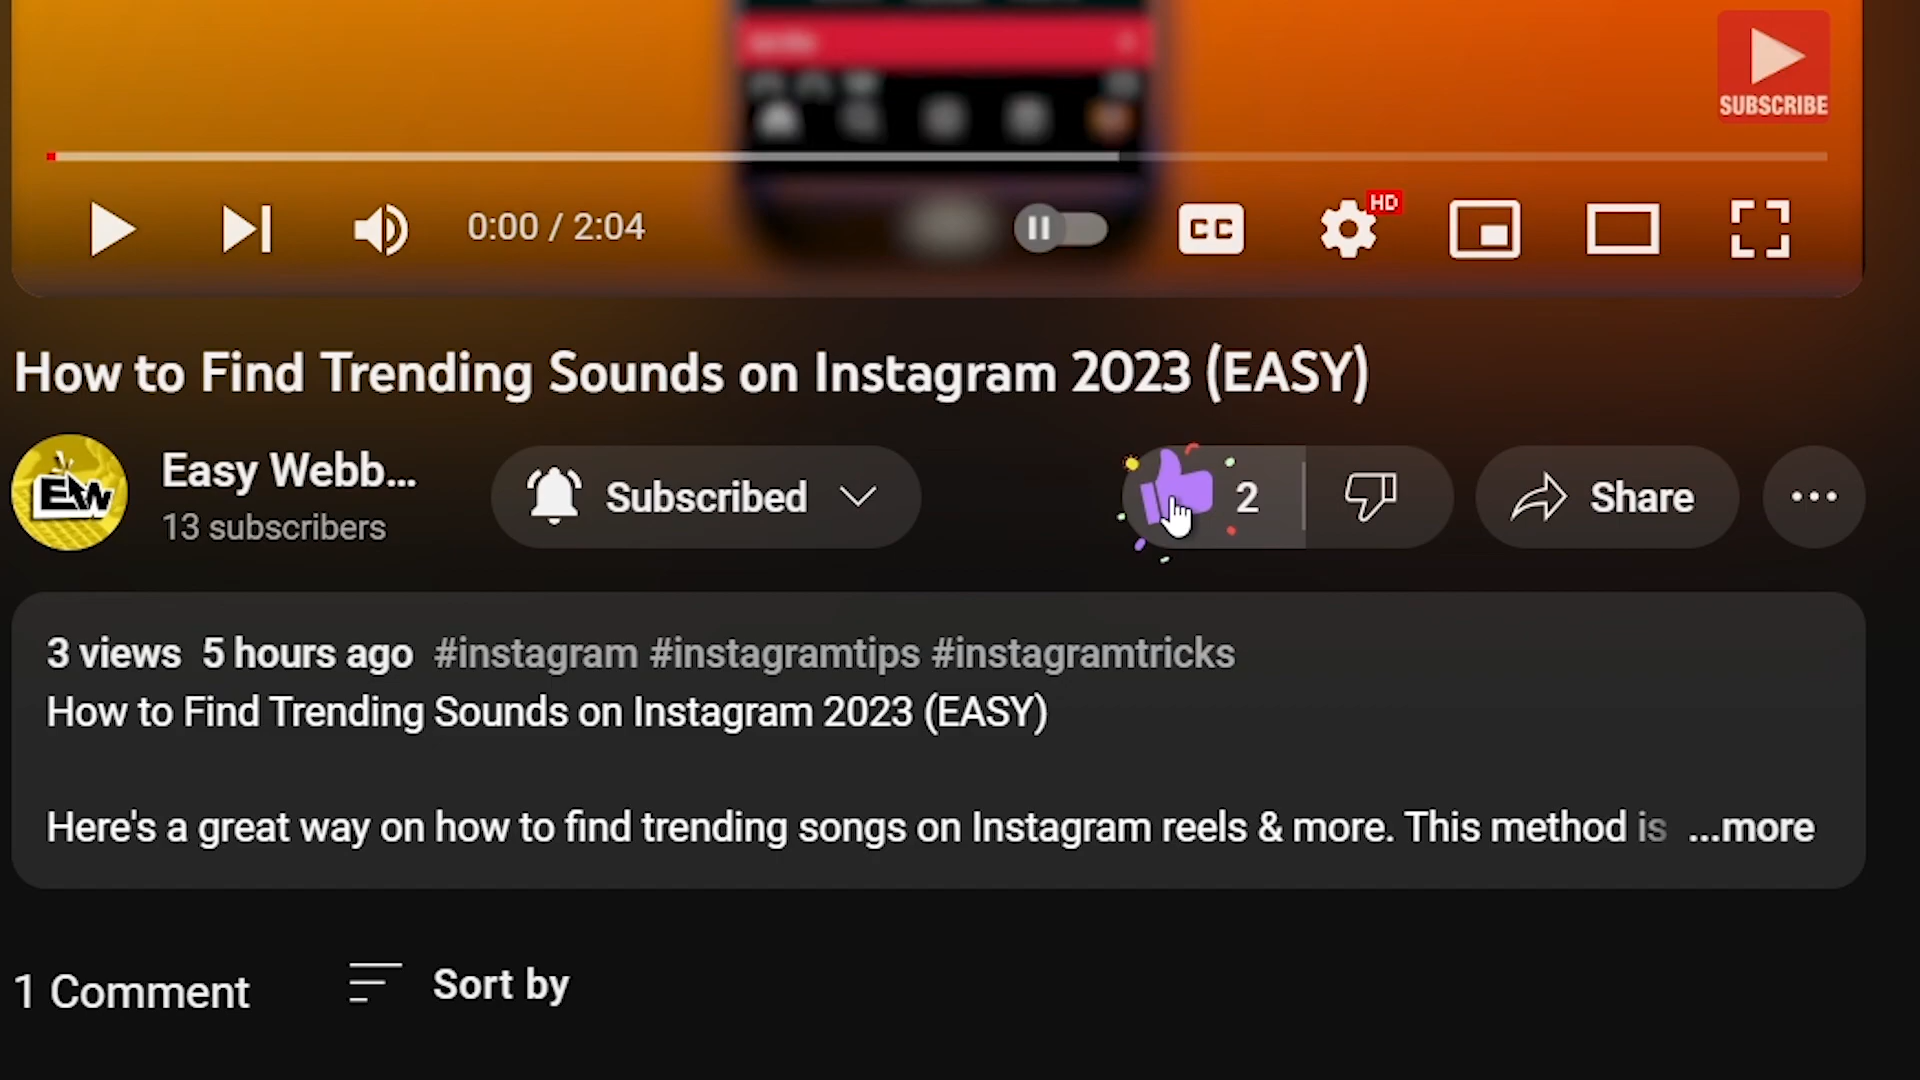 SUBSCRIBE
0:00 / 2:04
CC
HD
How to Find Trending Sounds on Instagram 2023 (EASY)
EW
Easy Webb...
13 subscribers
Subscribed
2
Share
3 views 5 hours ago #instagram #instagramtips #instagramtricks
How to Find Trending Sounds on Instagram 2023 (EASY)
Here's a great way on how to find trending songs on Instagram reels & more. This method is ...more
1 Comment
Sort by